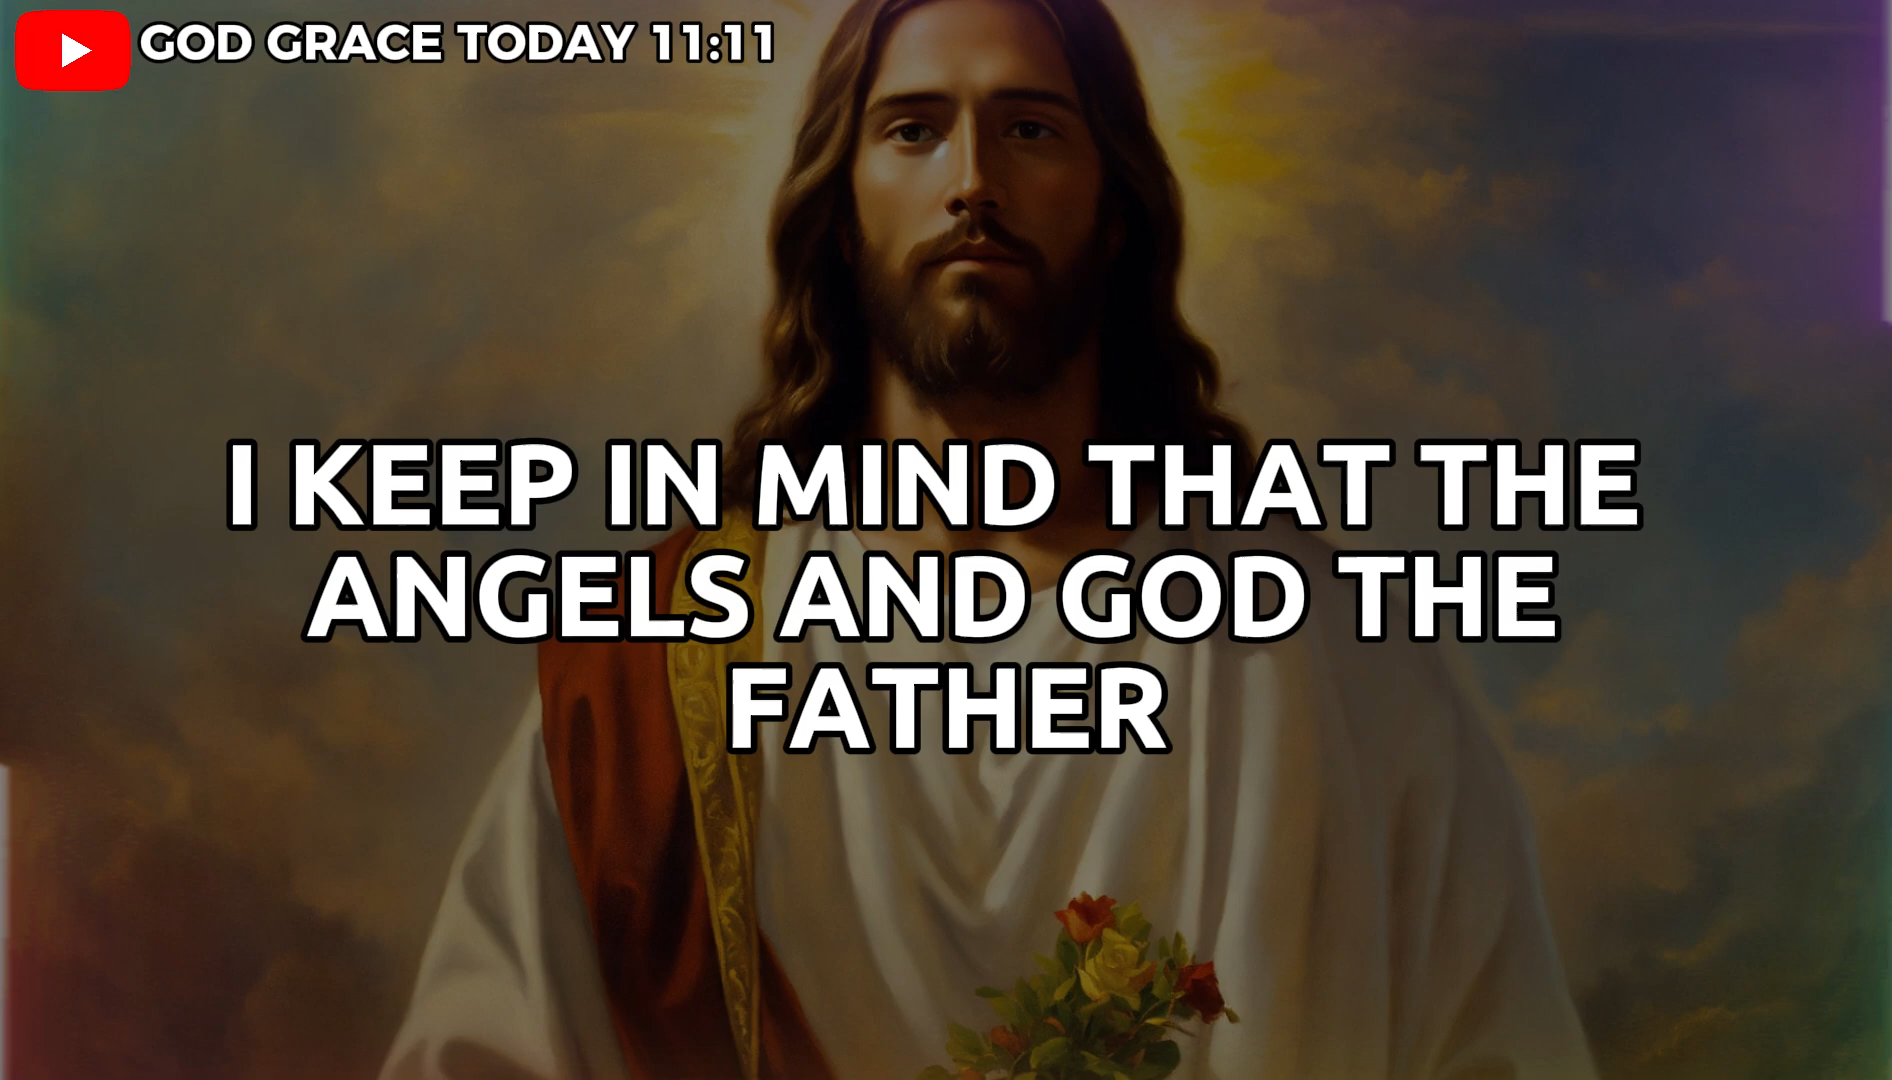 GOD GRACE TODAY 11:11
I KEEP IN MIND THAT THE
ANGELS AND GOD THE
FATHER